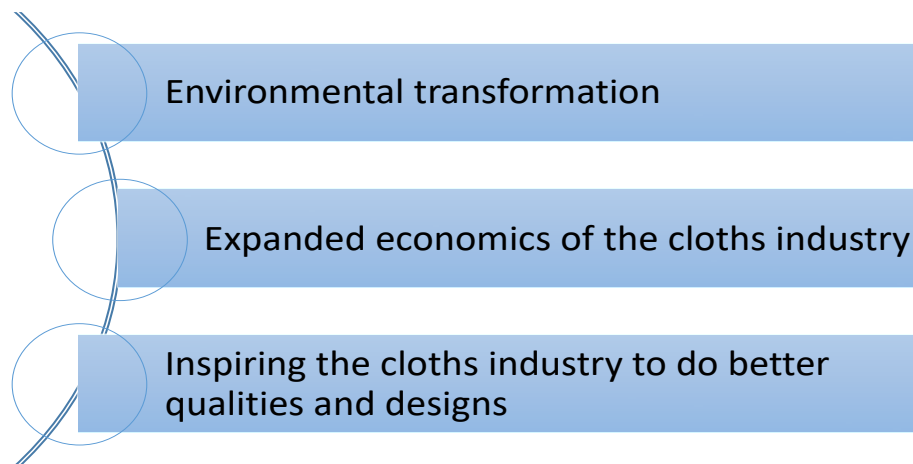 Environmental transformation
Expanded economics of the cloths industry
Inspiring the cloths industry to do better
qualities and designs